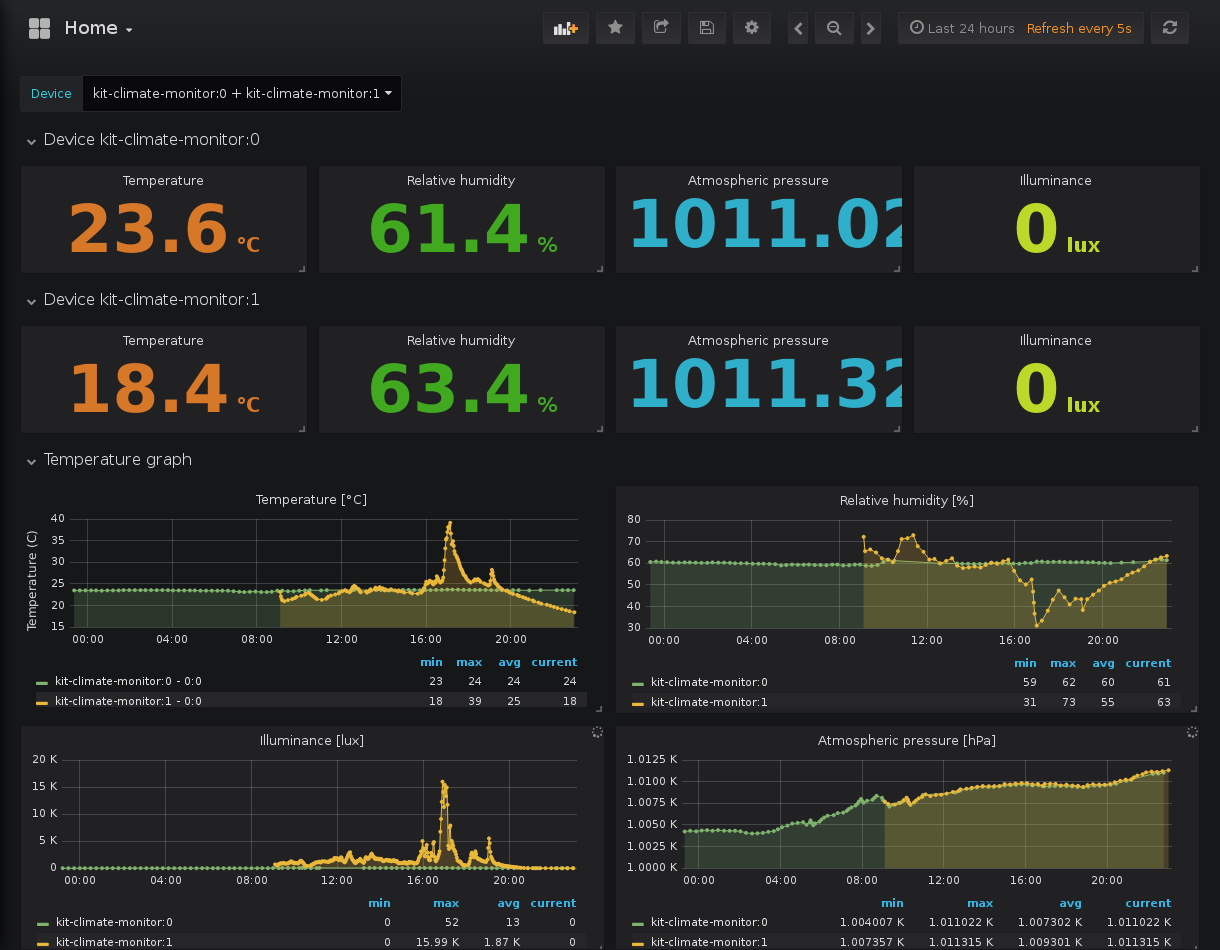 Home
Last 24 hours Refresh every 5s
Device kit-climate-monitor:0 + kit-climate-monitor:1
Device kit-climate-monitor:0
Temperature Relative humidity Atmospheric pressure Illuminance
23.6 °C 61.4 % 1011.02 0 lux
Device kit-climate-monitor:1
Temperature Relative humidity Atmospheric pressure Illuminance
18.4 °C 63.4 % 1011.32 0 lux
Temperature graph
Temperature [°C]
Temperature (C)
40
35
30
25
20
15
00:00 04:00 08:00 12:00 16:00 20:00
min max avg current
kit-climate-monitor:0 - 0:0 23 24 24 24
kit-climate-monitor:1 - 0:0 18 39 25 18
Relative humidity [%]
80
70
60
50
40
30
00:00 04:00 08:00 12:00 16:00 20:00
min max avg current
kit-climate-monitor:0 59 62 60 61
kit-climate-monitor:1 31 73 55 63
Illuminance [lux]
20 K
15 K
10 K
5 K
0
00:00 04:00 08:00 12:00 16:00 20:00
min max avg current
kit-climate-monitor:0 0 52 13 0
kit-climate-monitor:1 0 15.99 K 1.87 K 0
Atmospheric pressure [hPa]
1.0125 K
1.0100 K
1.0075 K
1.0050 K
1.0025 K
1.0000 K
00:00 04:00 08:00 12:00 16:00 20:00
min max avg current
kit-climate-monitor:0 1.004007 K 1.011022 K 1.007302 K 1.011022 K
kit-climate-monitor:1 1.007357 K 1.011315 K 1.009301 K 1.011315 K